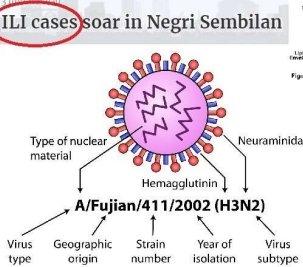 ILI cases soar in Negri Sembilan
Type of nuclear
material
Neuraminida
Hemagglutinin
A/Fujian/411/2002 (H3N2)
Virus
type
Geographic
origin
Strain
number
Year of
isolation
Virus
subtype